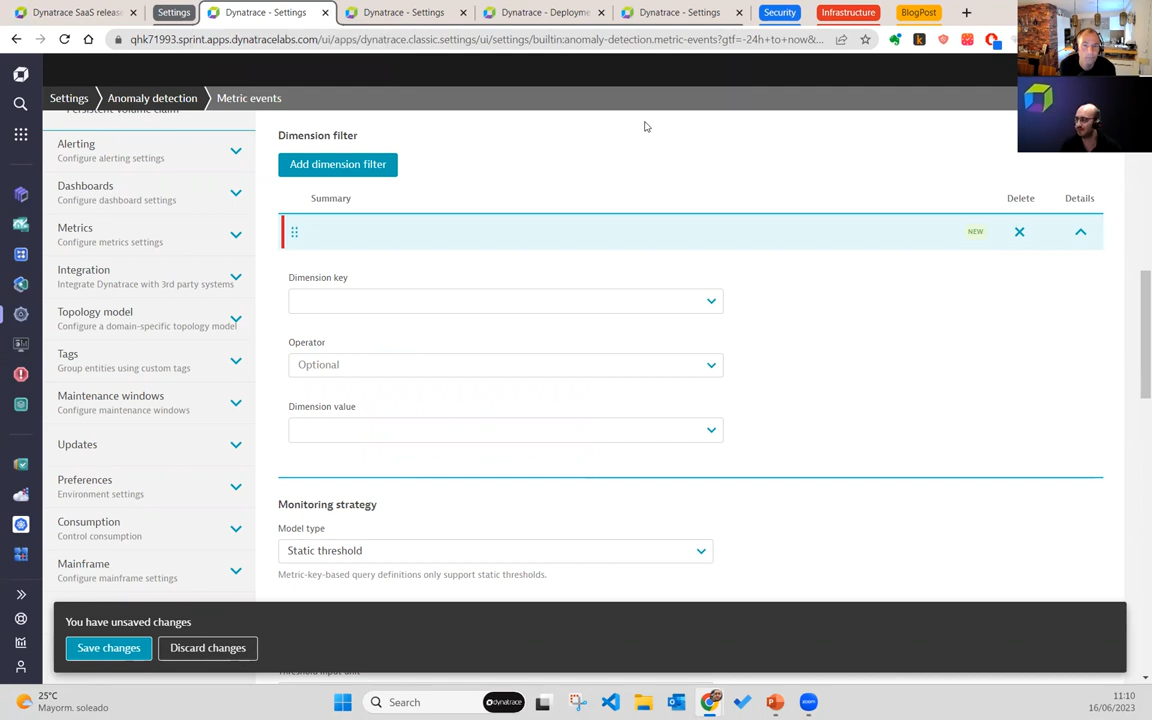 Dynatrace SaaS release
Settings
Dynatrace - Settings
Dynatrace - Settings
Dynatrace - Deployme
Dynatrace - Settings
Security
Infrastructure
BlogPost
qhk71993.sprint.apps.dynatracelabs.com/ui/apps/dynatrace.classic.settings/ui/settings/builtin:anomaly-detection.metric-events?gtf=-24h+to+now&...
Settings
Anomaly detection
Metric events
Persistent volume claim
Alerting
Configure alerting settings
Dashboards
Configure dashboard settings
Metrics
Configure metrics settings
Integration
Integrate Dynatrace with 3rd party systems
Topology model
Configure a domain-specific topology model
Tags
Group entities using custom tags
Maintenance windows
Configure maintenance windows
Updates
Preferences
Environment settings
Consumption
Control consumption
Mainframe
Configure mainframe settings
Dimension filter
Add dimension filter
Summary
Delete
Details
NEW
Dimension key
Operator
Optional
Dimension value
Monitoring strategy
Model type
Static threshold
Metric-key-based query definitions only support static thresholds.
You have unsaved changes
Save changes
Discard changes
25°C
Mayorm. soleado
Search
dynatrace
11:10
16/06/2023